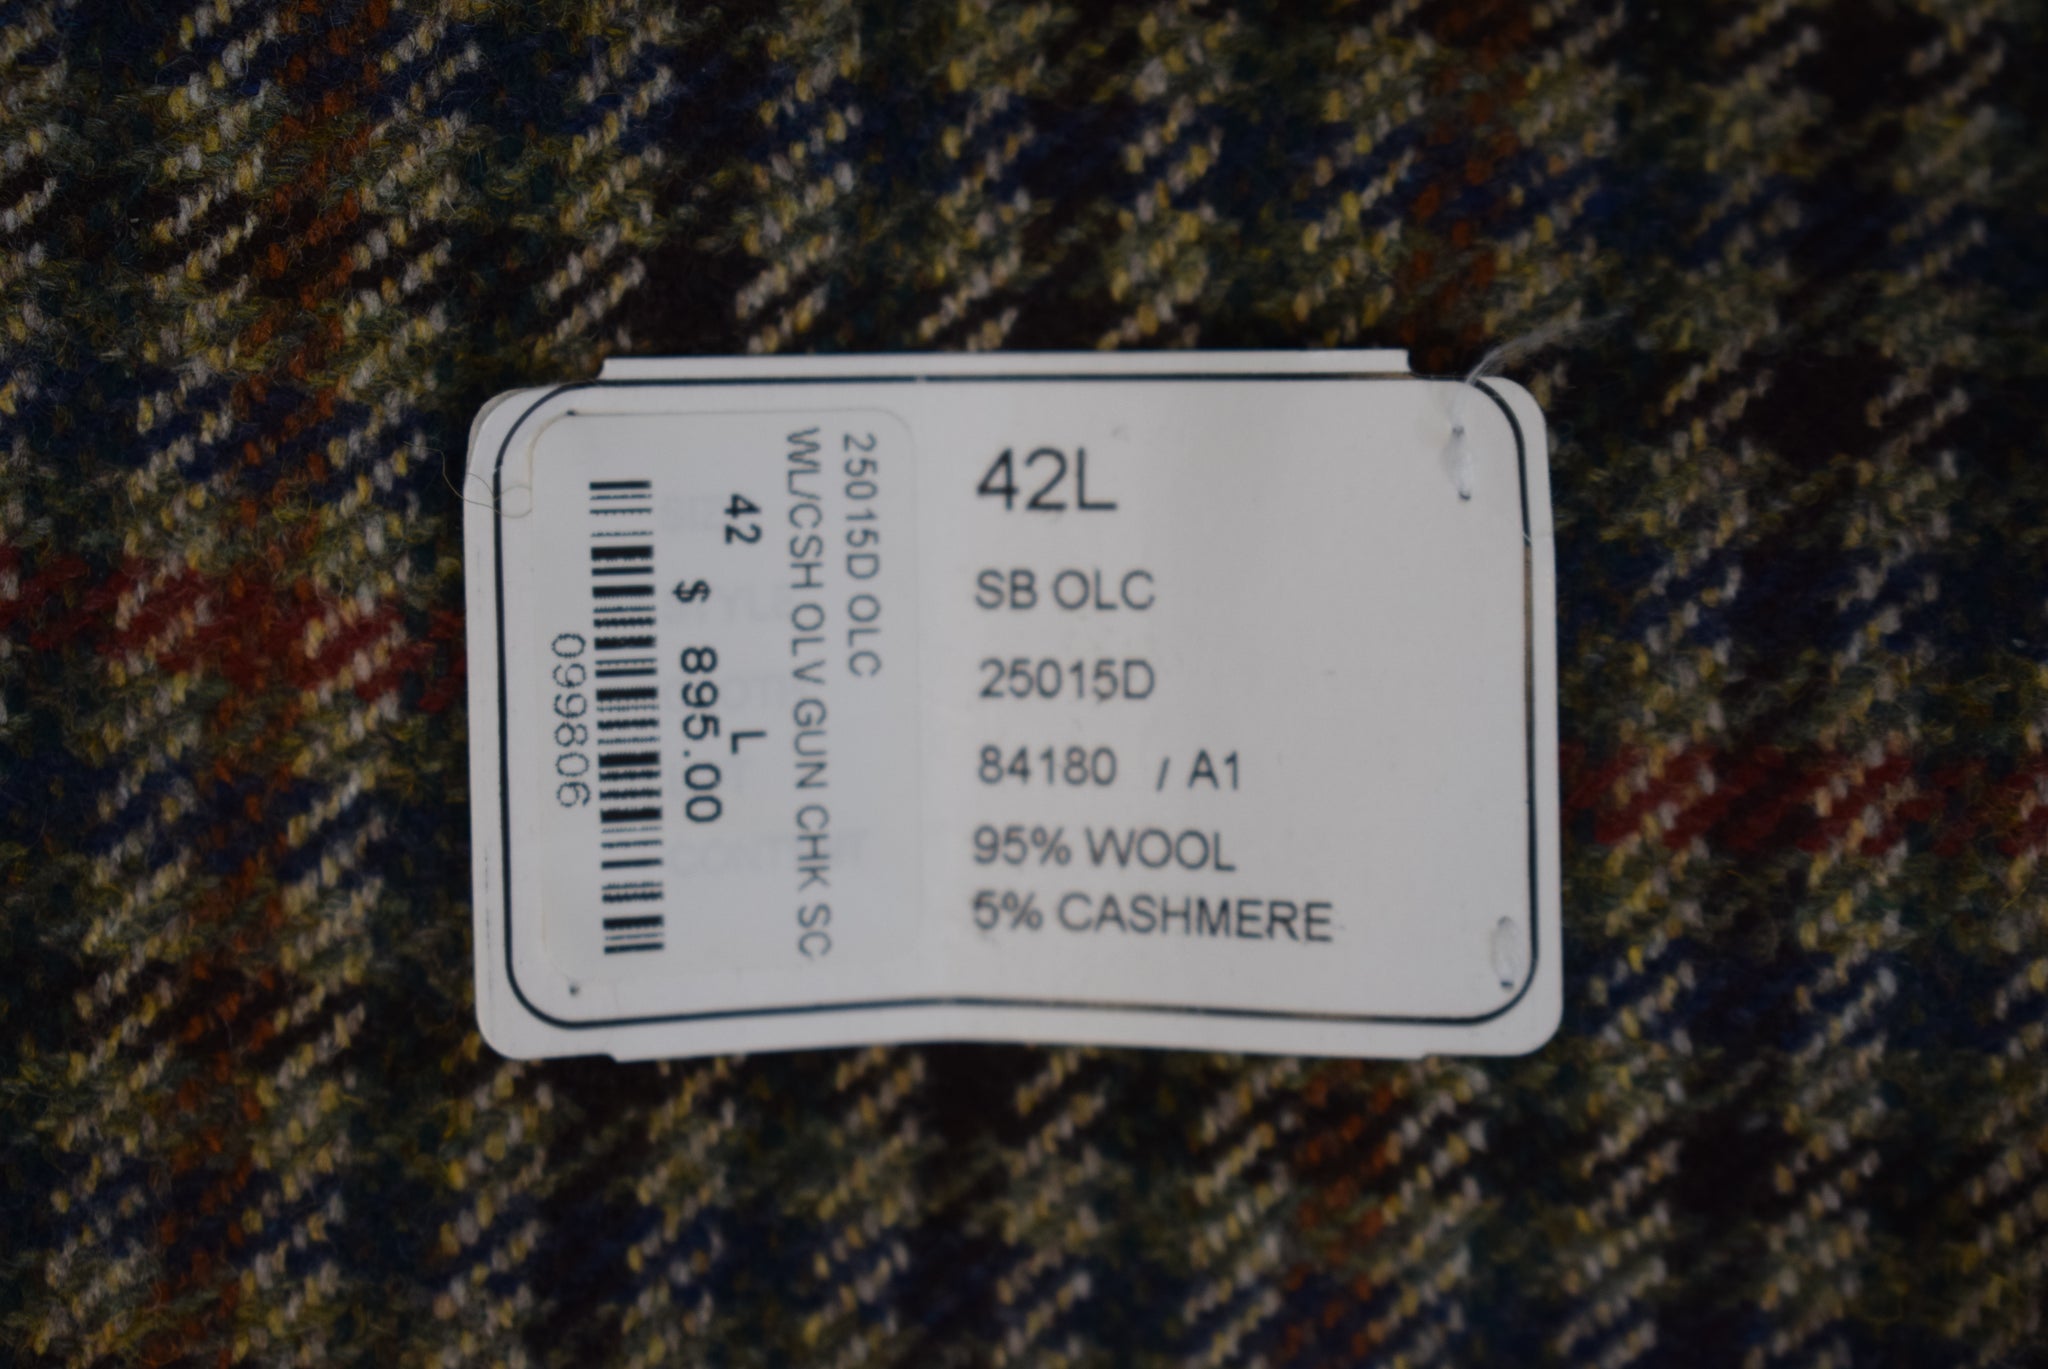 42L
SB OLC
25015D
84180 / A1
95% WOOL
5% CASHMERE
25015D OLC
WL/CSH OLV GUN CHK SC
42 L
$ 895.00
099806